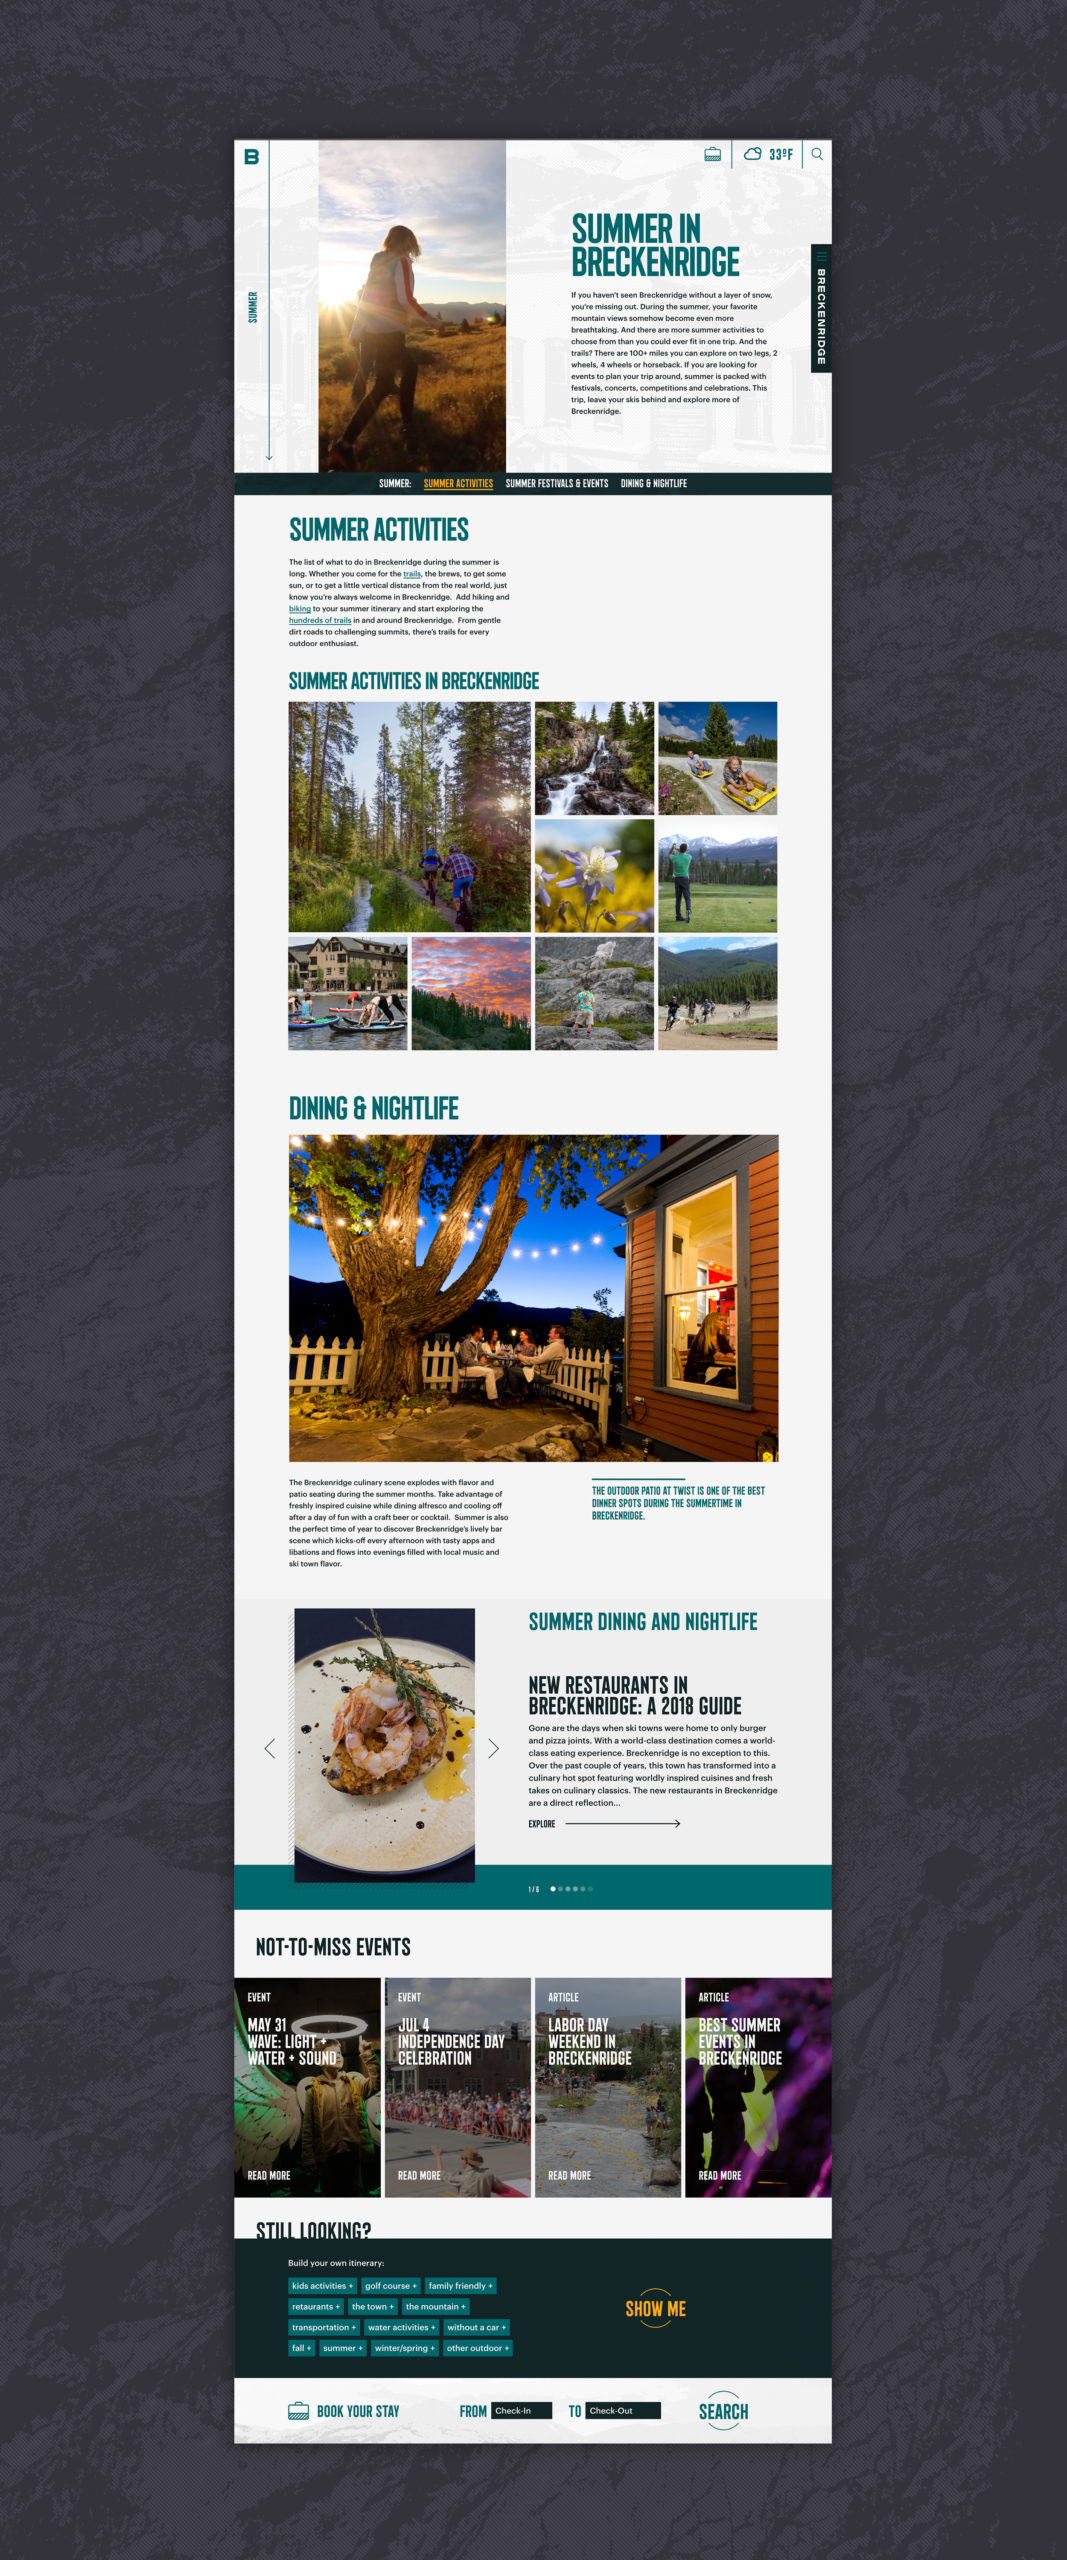 B
33ºF
SUMMER
SUMMER IN
BRECKENRIDGE
If you haven't seen Breckenridge without a layer of snow,
you're missing out. During the summer, your favorite
mountain views somehow become even more
breathtaking. And there are more summer activities to
choose from than you could ever fit in one trip. And the
trails? There are 100+ miles you can explore on two legs, 2
wheels, 4 wheels or horseback. If you are looking for
events to plan your trip around, summer is packed with
festivals, concerts, competitions and celebrations. This
trip, leave your skis behind and explore more of
Breckenridge.
BRECKENRIDGE
SUMMER: SUMMER ACTIVITIES SUMMER FESTIVALS & EVENTS DINING & NIGHTLIFE
SUMMER ACTIVITIES
The list of what to do in Breckenridge during the summer is
long. Whether you come for the trails, the brews, to get some
sun, or to get a little vertical distance from the real world, just
know you're always welcome in Breckenridge. Add hiking and
biking to your summer itinerary and start exploring the
hundreds of trails in and around Breckenridge. From gentle
dirt roads to challenging summits, there's trails for every
outdoor enthusiast.
SUMMER ACTIVITIES IN BRECKENRIDGE
DINING & NIGHTLIFE
The Breckenridge culinary scene explodes with flavor and
patio seating during the summer months. Take advantage of
freshly inspired cuisine while dining alfresco and cooling off
after a day of fun with a craft beer or cocktail. Summer is also
the perfect time of year to discover Breckenridge's lively bar
scene which kicks-off every afternoon with tasty apps and
libations and flows into evenings filled with local music and
ski town flavor.
THE OUTDOOR PATIO AT TWIST IS ONE OF THE BEST
DINNER SPOTS DURING THE SUMMERTIME IN
BRECKENRIDGE.
SUMMER DINING AND NIGHTLIFE
NEW RESTAURANTS IN
BRECKENRIDGE: A 2018 GUIDE
Gone are the days when ski towns were home to only burger
and pizza joints. With a world-class destination comes a world-
class eating experience. Breckenridge is no exception to this.
Over the past couple of years, this town has transformed into a
culinary hot spot featuring worldly inspired cuisines and fresh
takes on culinary classics. The new restaurants in Breckenridge
are a direct reflection...
EXPLORE
1 / 6
NOT-TO-MISS EVENTS
EVENT
MAY 31
WAVE: LIGHT +
WATER + SOUND
READ MORE
EVENT
JUL 4
INDEPENDENCE DAY
CELEBRATION
READ MORE
ARTICLE
LABOR DAY
WEEKEND IN
BRECKENRIDGE
READ MORE
ARTICLE
BEST SUMMER
EVENTS IN
BRECKENRIDGE
READ MORE
STILL LOOKING?
Build your own itinerary:
kids activities + golf course + family friendly +
retaurants + the town + the mountain +
transportation + water activities + without a car +
fall + summer + winter/spring + other outdoor +
SHOW ME
BOOK YOUR STAY FROM Check-In TO Check-Out SEARCH